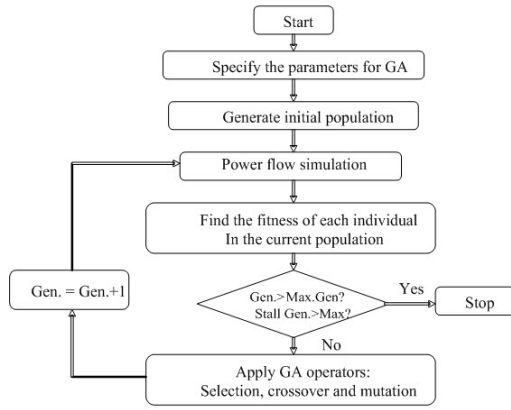 Start
Specify the parameters for GA
Generate initial population
Power flow simulation
Find the fitness of each individual
In the current population
Gen.>Max.Gen?
Stall Gen.>Max?
Yes
Stop
No
Apply GA operators:
Selection, crossover and mutation
Gen. = Gen.+1